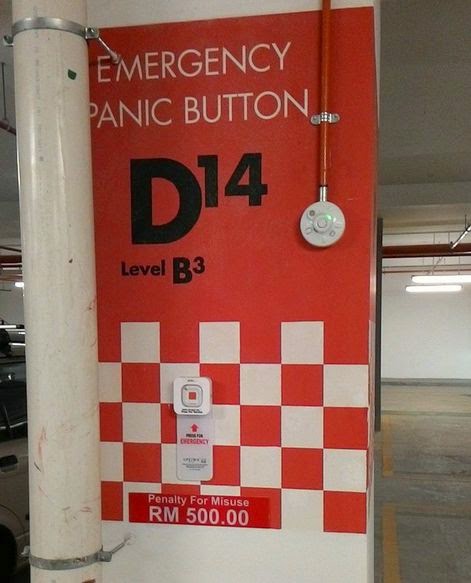 EMERGENCY
PANIC BUTTON
D14
Level B3
PRESS FOR
EMERGENCY
Penalty For Misuse
RM 500.00